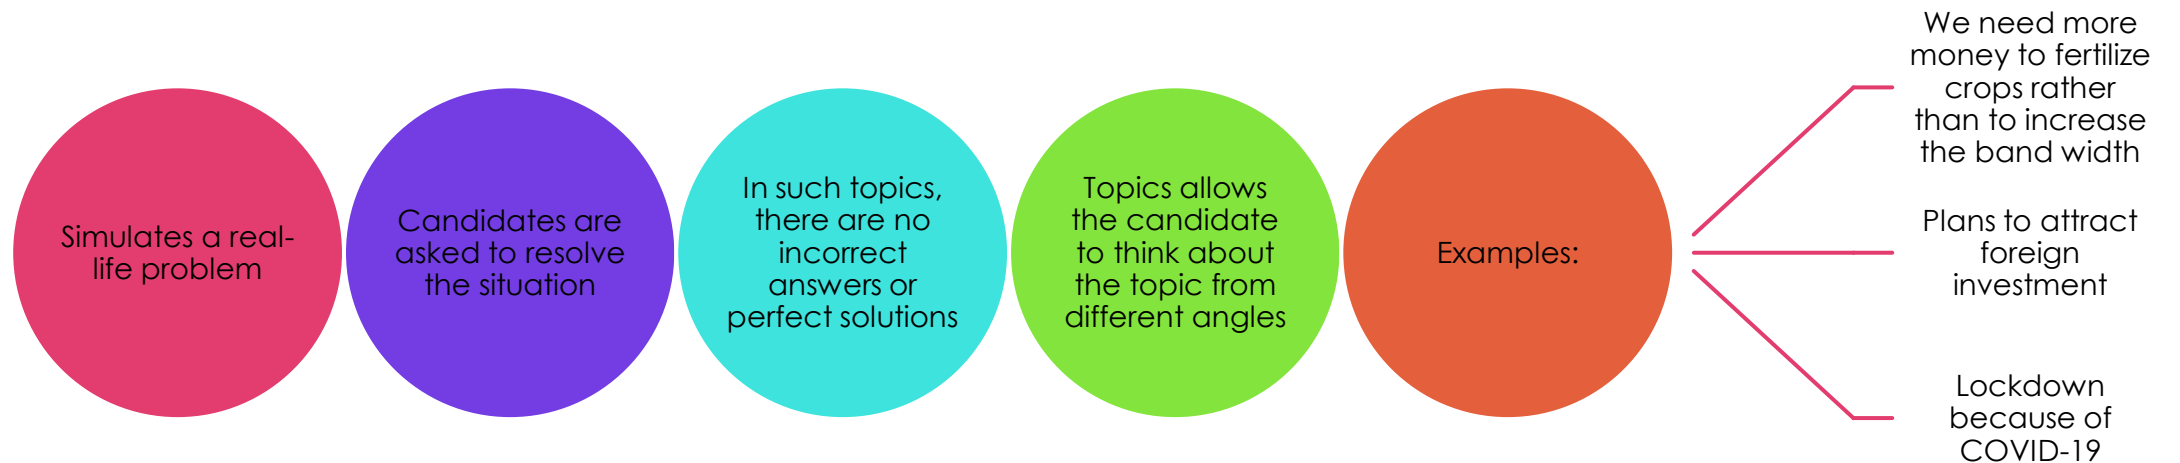 Simulates a real-
life problem
Candidates are
asked to resolve
the situation
In such topics,
there are no
incorrect
answers or
perfect solutions
Topics allows
the candidate
to think about
the topic from
different angles
Examples:
We need more
money to fertilize
crops rather
than to increase
the band width
Plans to attract
foreign
investment
Lockdown
because of
COVID-19